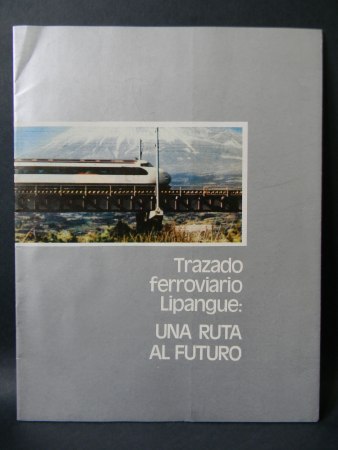 Trazado
ferroviario
Lipangue:
UNA RUTA
AL FUTURO